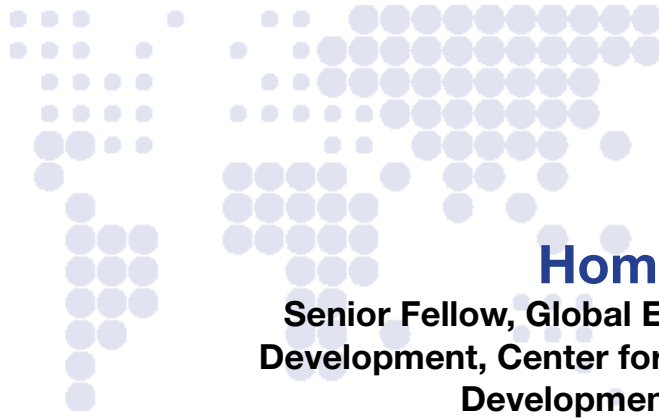 Hom
Senior Fellow, Global E
Development, Center for
Developmen